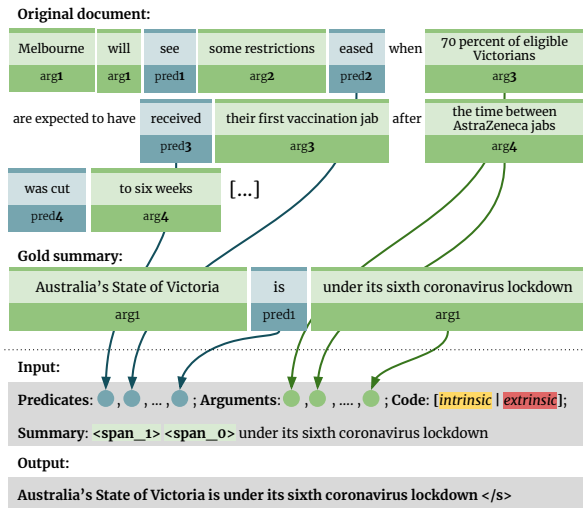 Original document:
Melbourne will see some restrictions eased when 70 percent of eligible Victorians
arg1 arg1 pred1 arg2 pred2 arg3
are expected to have received their first vaccination jab after the time between AstraZeneca jabs
pred3 arg3 arg4
was cut to six weeks [...]
pred4 arg4
Gold summary:
Australia's State of Victoria is under its sixth coronavirus lockdown
arg1 pred1 arg1
Input:
Predicates: , , ... , ; Arguments: , , .... , ; Code: [intrinsic | extrinsic];
Summary: <span_1> <span_0> under its sixth coronavirus lockdown
Output:
Australia's State of Victoria is under its sixth coronavirus lockdown </s>